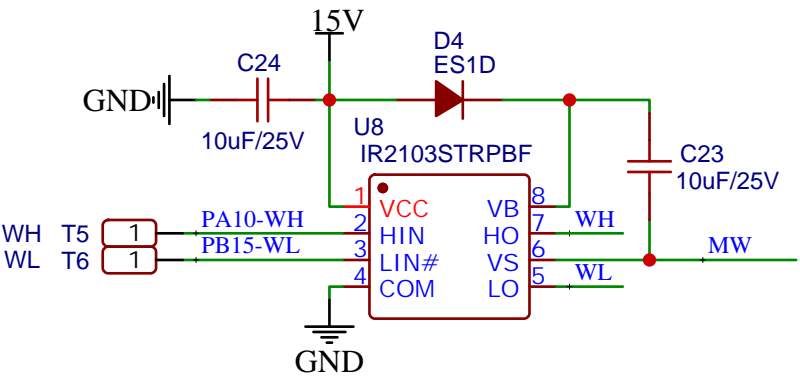 15V
C24
D4
ES1D
GND
10uF/25V
U8
IR2103STRPBF
C23
10uF/25V
1 VCC VB 8
WH T5 1 PA10-WH 2 HIN HO 7 WH
WL T6 1 PB15-WL 3 LIN# VS 6 MW
4 COM LO 5 WL
GND